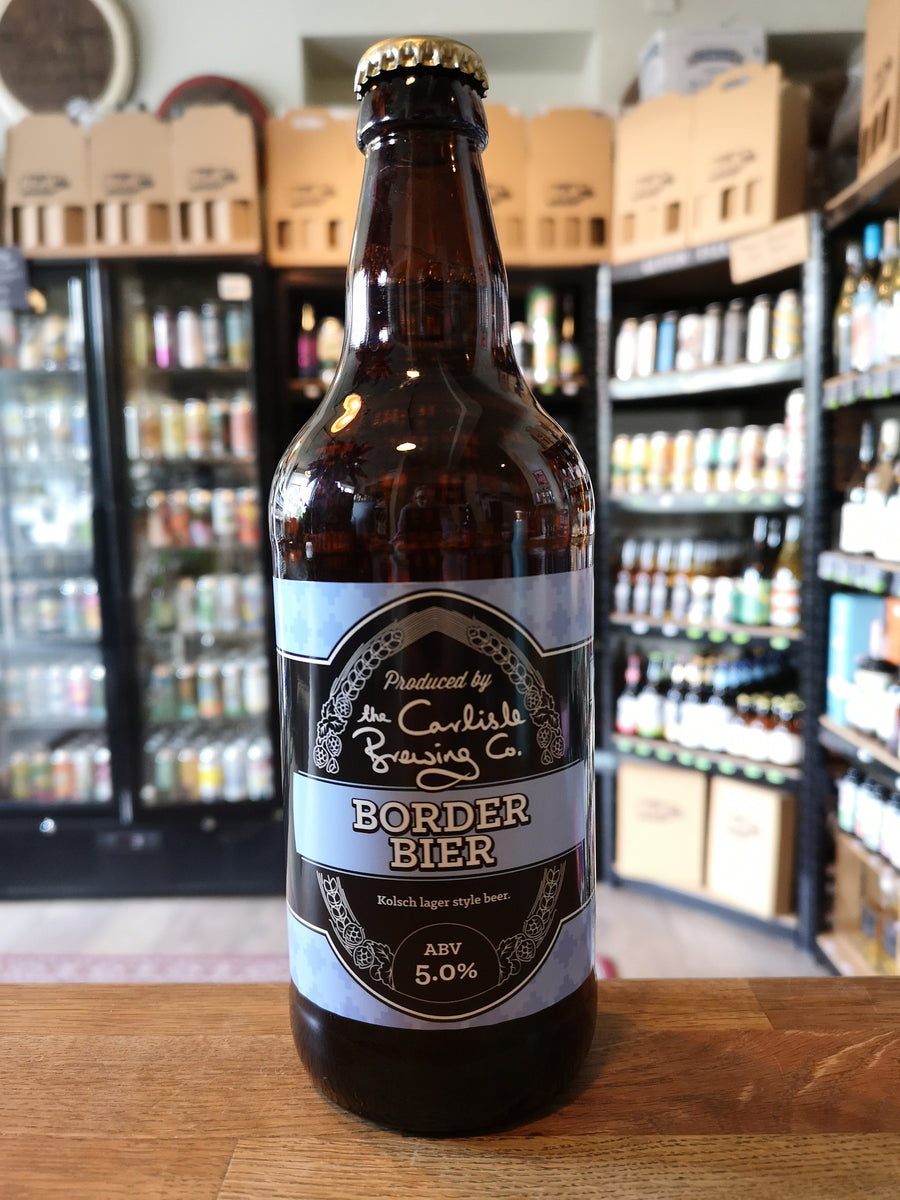 Produced by
the Carlisle
Brewing Co.
BORDER
BIER
Kolsch lager style beer.
ABV
5.0%